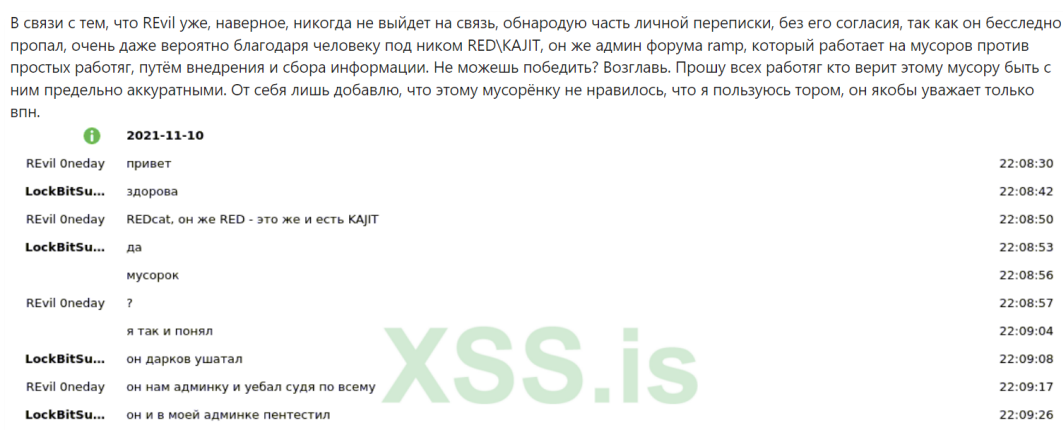 В связи с тем, что REvil уже, наверное, никогда не выйдет на связь, обнародую часть личной переписки, без его согласия, так как он бесследно
пропал, очень даже вероятно благодаря человеку под ником RED\KAJIT, он же админ форума ramp, который работает на мусоров против
простых работяг, путём внедрения и сбора информации. Не можешь победить? Возглавь. Прошу всех работяг кто верит этому мусору быть с
ним предельно аккуратными. От себя лишь добавлю, что этому мусорёнку не нравилось, что я пользуюсь тором, он якобы уважает только
впн.
2021-11-10
REvil 0neday привет 22:08:30
LockBitSu... здорова 22:08:42
REvil 0neday REDcat, он же RED - это же и есть KAJIT 22:08:50
LockBitSu... да 22:08:53
мусорок 22:08:56
REvil 0neday ? 22:08:57
я так и понял 22:09:04
LockBitSu... он дарков ушатал 22:09:08
REvil 0neday он нам админку и уебал судя по всему 22:09:17
LockBitSu... он и в моей админке пентестил 22:09:26
XSS.is